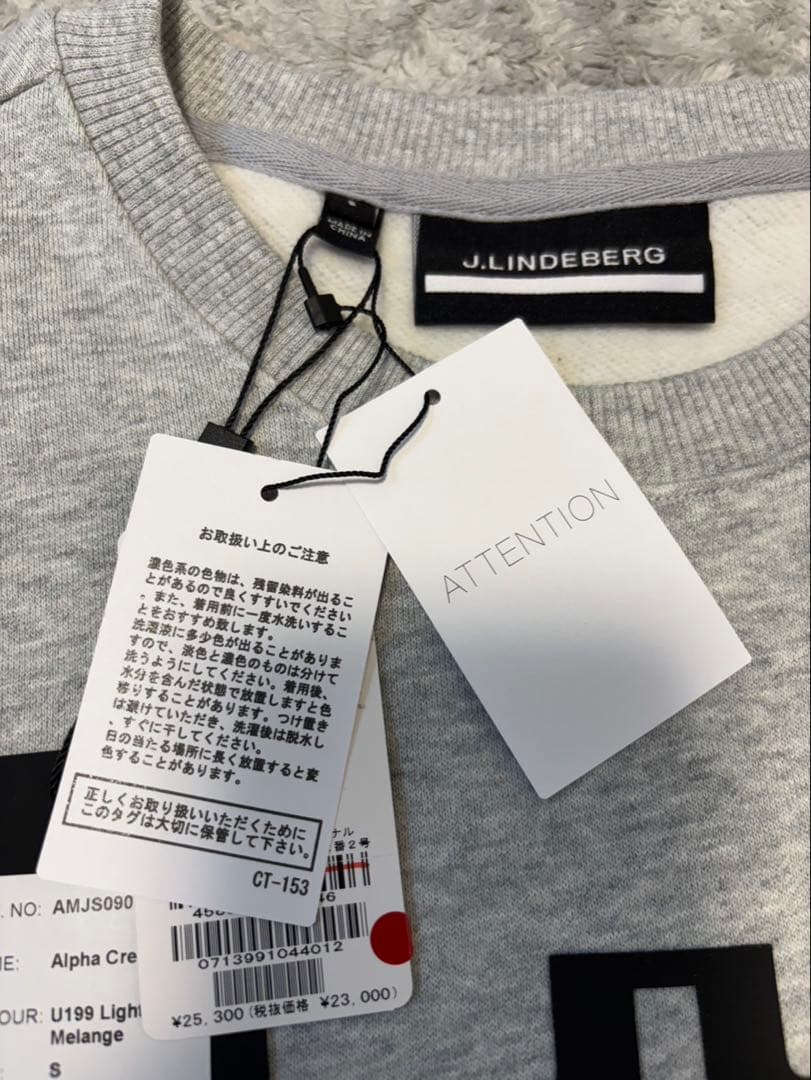 MADE IN
CHINA
J.LINDEBERG
ATTENTION
お取扱い上のご注意
濃色系の色物は、残留染料が出るこ
とがあるので良くすすいでください
。また、着用前に一度水洗いするこ
とをおすすめ致します。
洗濯液に多少色が出ることがありま
すので、淡色と濃色のものは分けて
洗うようにしてください。着用後、
水分を含んだ状態で放置しますと色
移りすることがあります。つけ置き
は避けていただき、洗濯後は脱水し
、すぐに干してください。
日の当たる場所に長く放置すると変
色することがあります。
正しくお取り扱いいただくために
このタグは大切に保管して下さい。
CT-153
ナル
番2号
46
0713991044012
¥25,300(税抜価格 ¥23,000)
. NO: AMJS090
ME: Alpha Cre
OUR: U199 Light
Melange
S